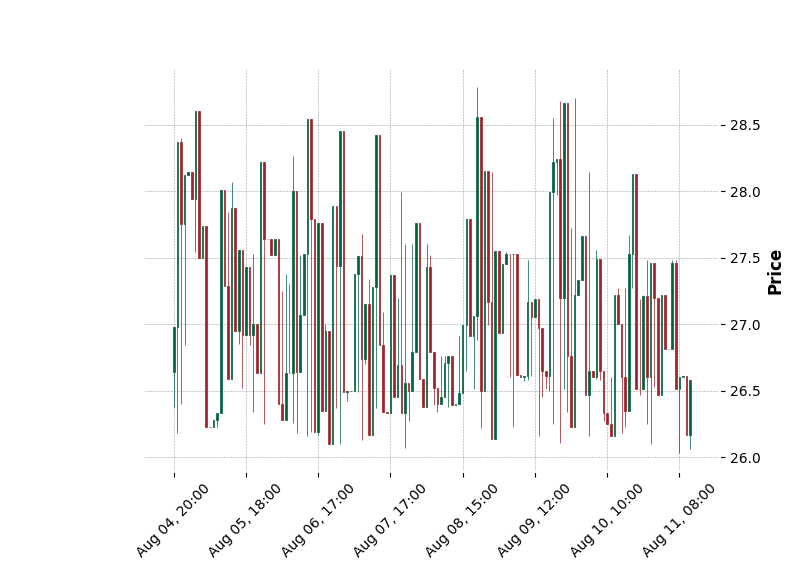 28.5
28.0
27.5
27.0
26.5
26.0
Price
Aug 04, 20:00
Aug 05, 18:00
Aug 06, 17:00
Aug 07, 17:00
Aug 08, 15:00
Aug 09, 12:00
Aug 10, 10:00
Aug 11, 08:00